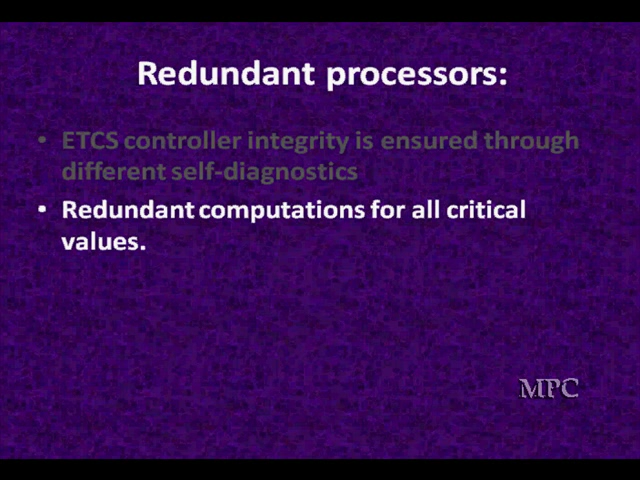 Redundant processors:
• ETCS controller integrity is ensured through
different self-diagnostics
• Redundant computations for all critical
values.
MPC